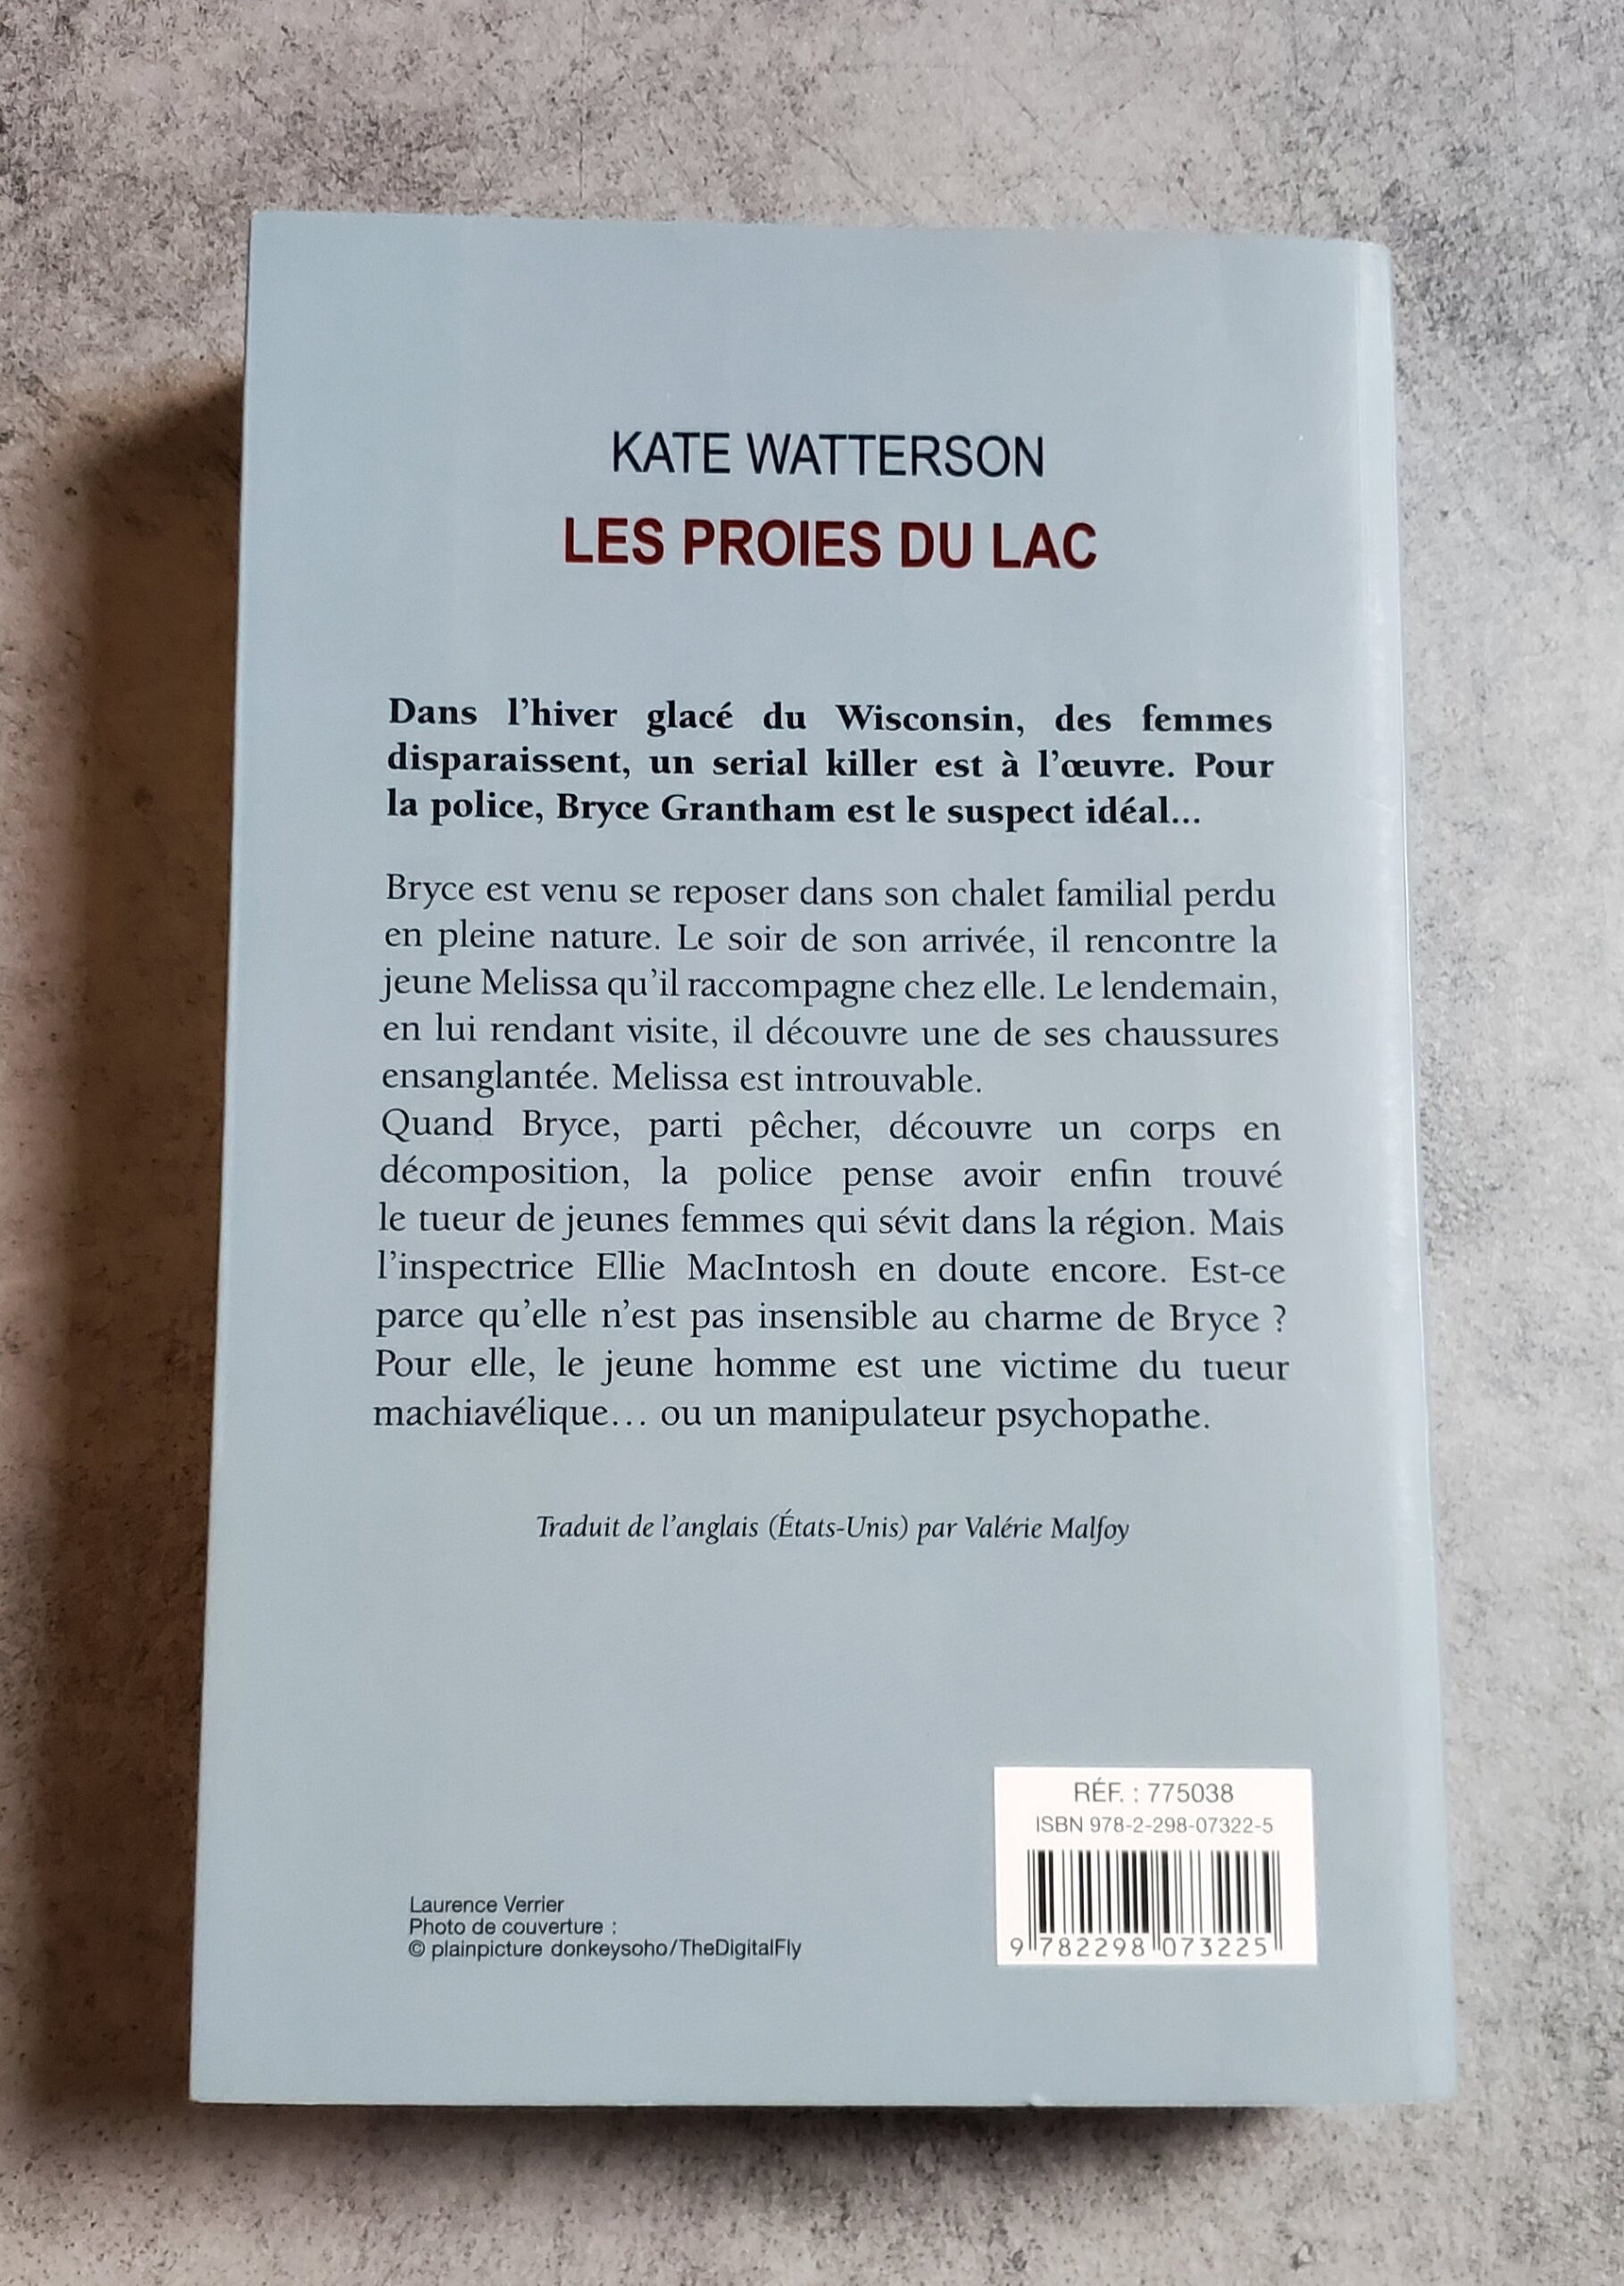 KATE WATTERSON
LES PROIES DU LAC
Dans l'hiver glacé du Wisconsin, des femmes
disparaissent, un serial killer est à l'œuvre. Pour
la police, Bryce Grantham est le suspect idéal...
Bryce est venu se reposer dans son chalet familial perdu
en pleine nature. Le soir de son arrivée, il rencontre la
jeune Melissa qu'il raccompagne chez elle. Le lendemain,
en lui rendant visite, il découvre une de ses chaussures
ensanglantée. Melissa est introuvable.
Quand Bryce, parti pêcher, découvre un corps en
décomposition, la police pense avoir enfin trouvé
le tueur de jeunes femmes qui sévit dans la région. Mais
l'inspectrice Ellie MacIntosh en doute encore. Est-ce
parce qu'elle n'est pas insensible au charme de Bryce ?
Pour elle, le jeune homme est une victime du tueur
machiavélique... ou un manipulateur psychopathe.
Traduit de l'anglais (États-Unis) par Valérie Malfoy
Laurence Verrier
Photo de couverture :
© plainpicture donkeysoho/TheDigitalFly
RÉF. : 775038
ISBN 978-2-298-07322-5
9 782298 073225